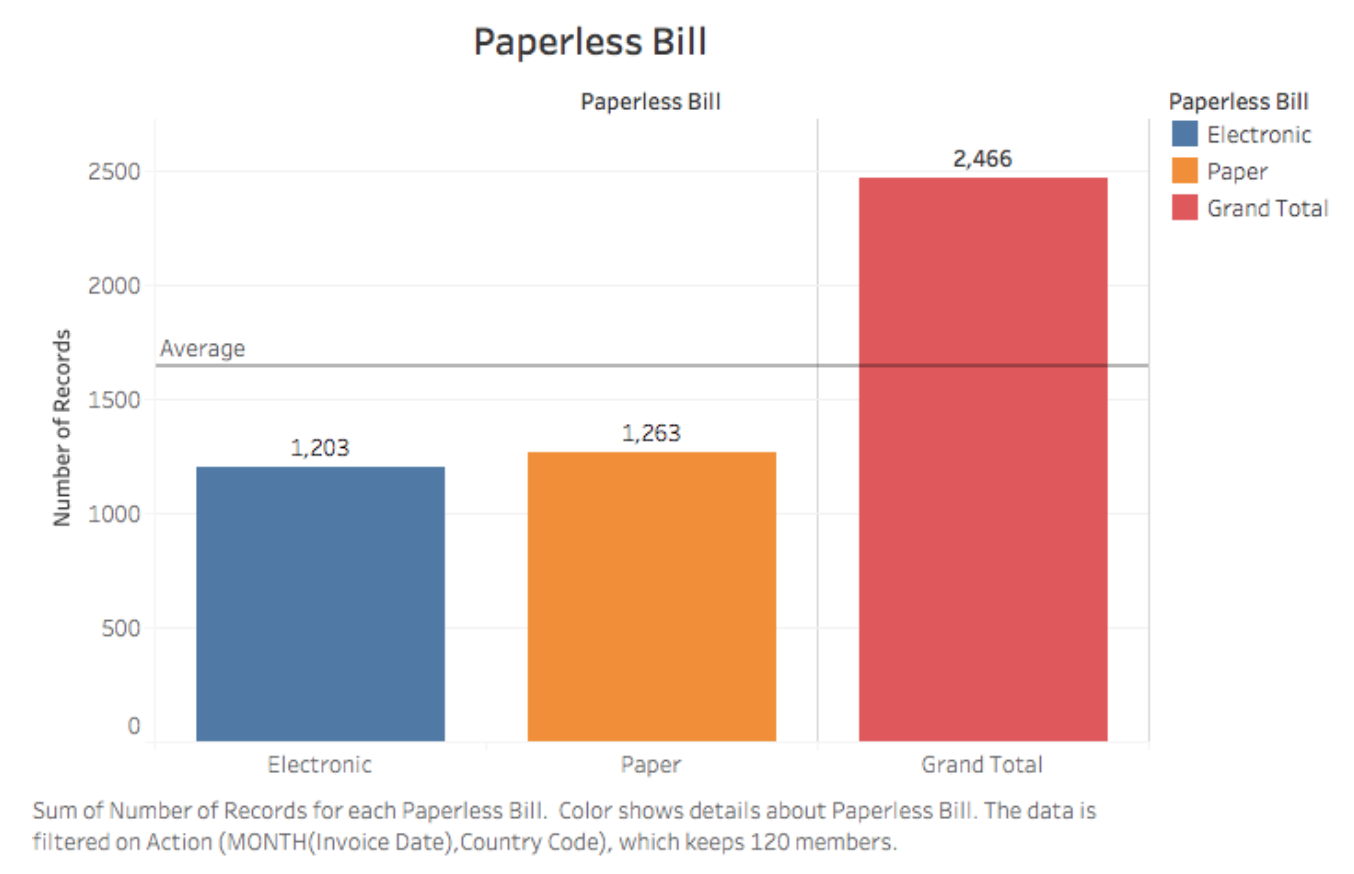 Paperless Bill
Paperless Bill
Paperless Bill
Electronic
Paper
Grand Total
Number of Records
2500
2000
1500
1000
500
0
Average
1,203
1,263
2,466
Electronic
Paper
Grand Total
Sum of Number of Records for each Paperless Bill.  Color shows details about Paperless Bill. The data is
filtered on Action (MONTH(Invoice Date),Country Code), which keeps 120 members.